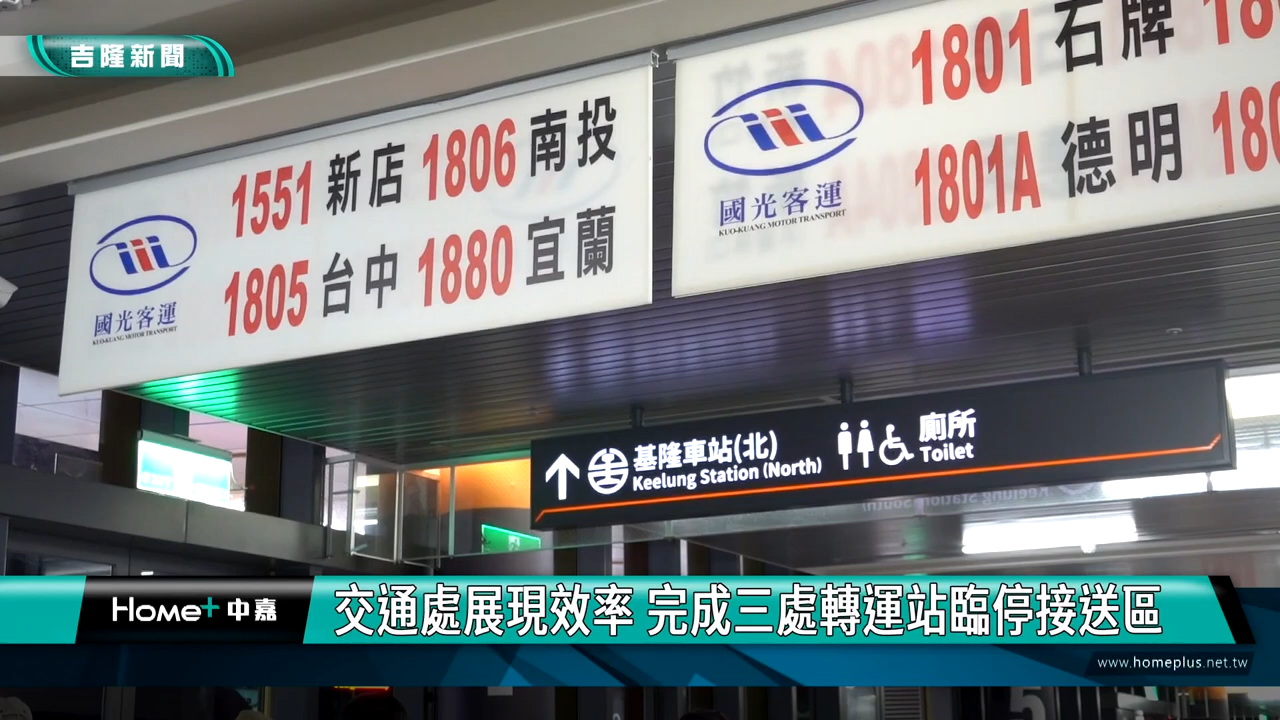 吉隆新聞
1551 新店 1806 南投
1805 台中 1880 宜蘭
國光客運
KUO-KUANG MOTOR TRANSPORT
1801 石牌
1801A 德明
國光客運
KUO-KUANG MOTOR TRANSPORT
基隆車站(北)
Keelung Station (North)
廁所
Toilet
Home+ 中嘉
交通處展現效率 完成三處轉運站臨停接送區
www.homeplus.net.tw